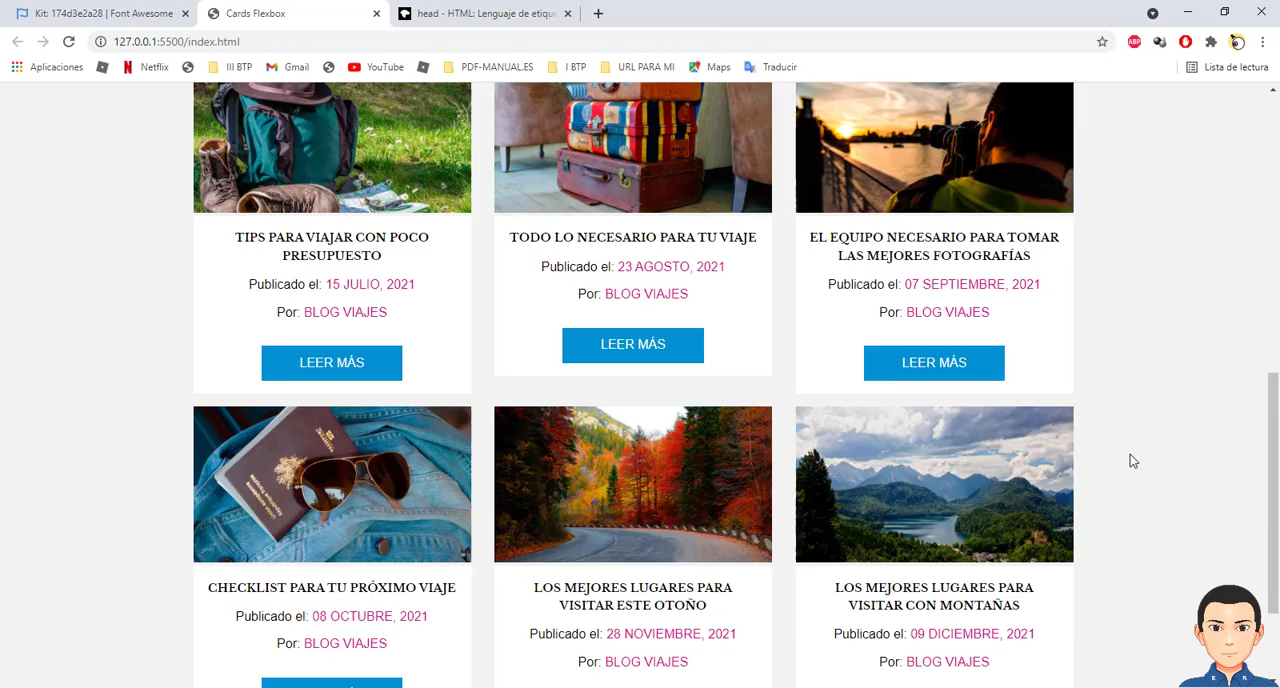 Kit: 174d3e2a28 | Font Awesome
Cards Flexbox
head - HTML: Lenguaje de etique
127.0.0.1:5500/index.html
ABP
Aplicaciones
Netflix
III BTP
Gmail
YouTube
PDF-MANUAL.ES
I BTP
URL PARA MI
Maps
Traducir
Lista de lectura
TIPS PARA VIAJAR CON POCO
PRESUPUESTO
Publicado el: 15 JULIO, 2021
Por: BLOG VIAJES
LEER MÁS
TODO LO NECESARIO PARA TU VIAJE
Publicado el: 23 AGOSTO, 2021
Por: BLOG VIAJES
LEER MÁS
EL EQUIPO NECESARIO PARA TOMAR
LAS MEJORES FOTOGRAFÍAS
Publicado el: 07 SEPTIEMBRE, 2021
Por: BLOG VIAJES
LEER MÁS
CHECKLIST PARA TU PRÓXIMO VIAJE
Publicado el: 08 OCTUBRE, 2021
Por: BLOG VIAJES
LOS MEJORES LUGARES PARA
VISITAR ESTE OTOÑO
Publicado el: 28 NOVIEMBRE, 2021
Por: BLOG VIAJES
LOS MEJORES LUGARES PARA
VISITAR CON MONTAÑAS
Publicado el: 09 DICIEMBRE, 2021
Por: BLOG VIAJES
E R